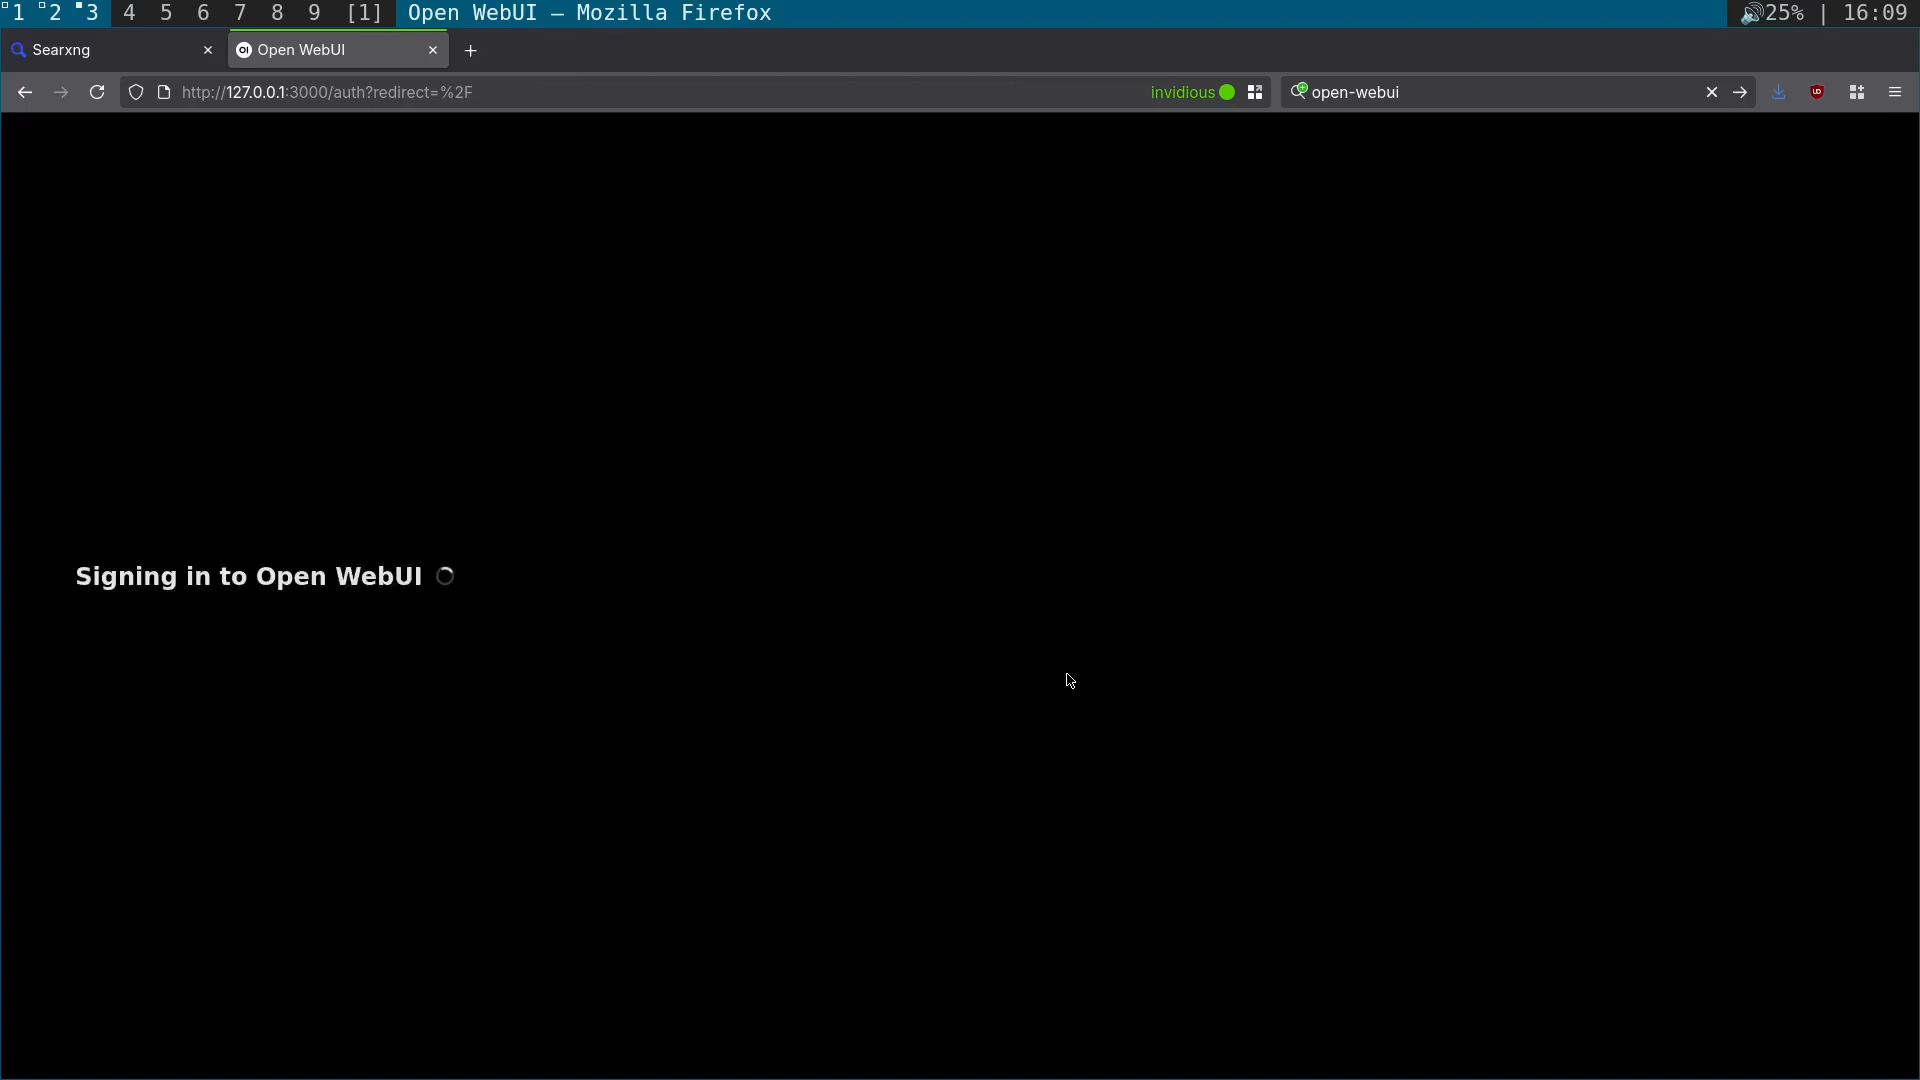 1 2 3 4 5 6 7 8 9 [1] Open WebUI — Mozilla Firefox 25% | 16:09
Searxng Open WebUI
http://127.0.0.1:3000/auth?redirect=%2F invidious open-webui
Signing in to Open WebUI